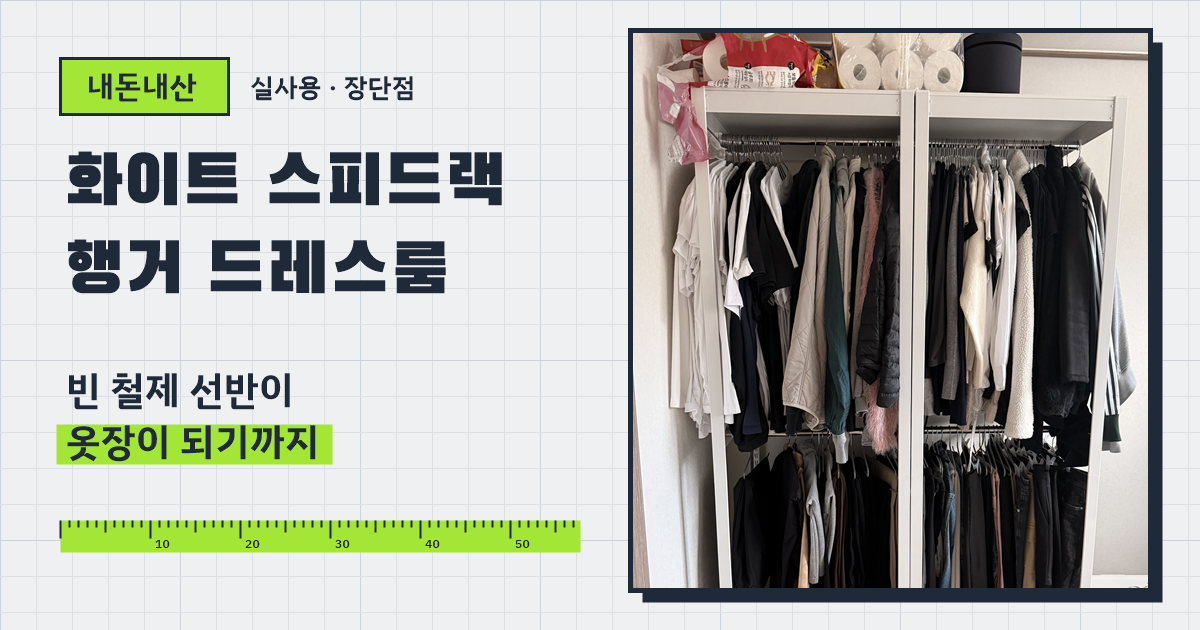 내돈내산
실사용 · 장단점
화이트 스피드랙
행거 드레스룸
빈 철제 선반이
옷장이 되기까지
10 20 30 40 50